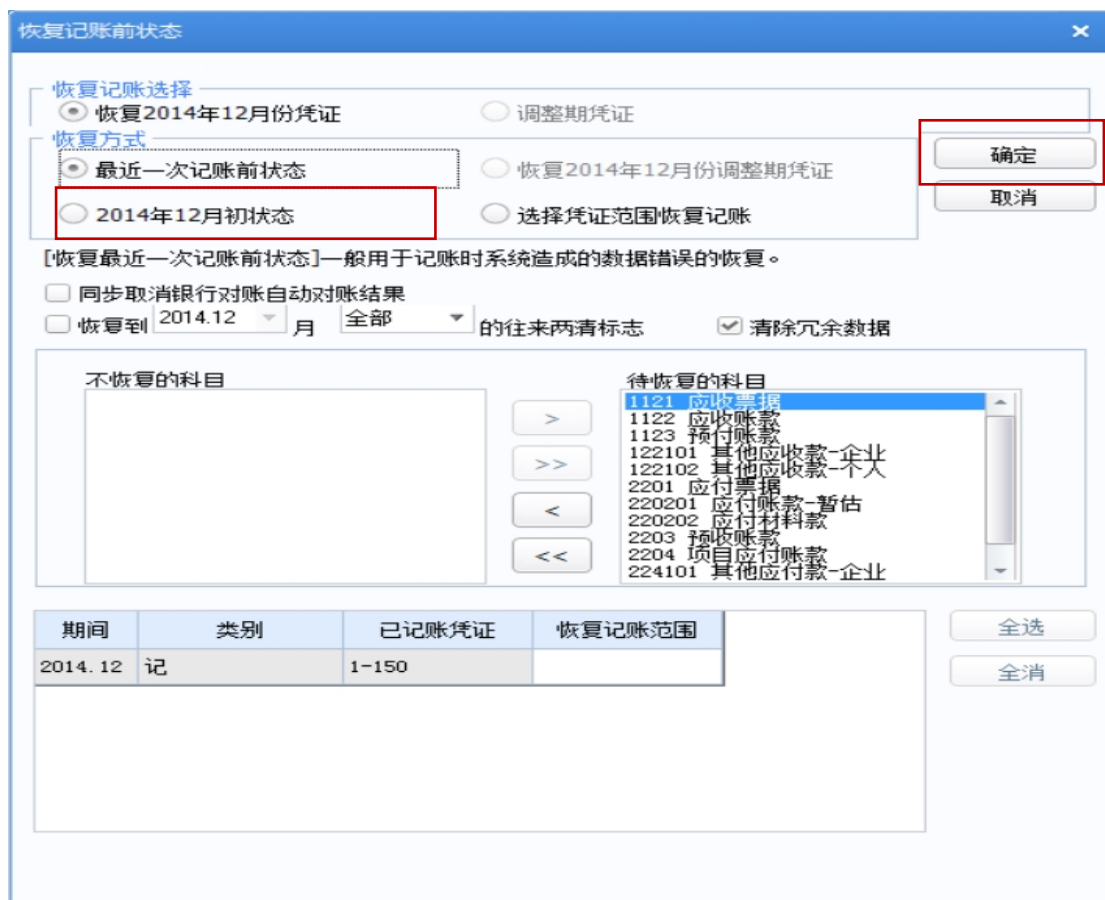 恢复记账前状态
恢复记账选择
恢复2014年12月份凭证 调整期凭证
恢复方式
最近一次记账前状态 恢复2014年12月份调整期凭证
确定
2014年12月初状态 选择凭证范围恢复记账
取消
[恢复最近一次记账前状态]一般用于记账时系统造成的数据错误的恢复。
同步取消银行对账自动对账结果
恢复到 2014.12 月 全部 的往来两清标志 清除冗余数据
不恢复的科目 待恢复的科目
1121 应收票据
1122 应收账款
1123 预付账款
122101 其他应收款-企业
122102 其他应收款-个人
2201 应付票据
220201 应付账款-暂估
220202 应付材料款
2203 预收账款
2204 项目应付账款
224101 其他应付款-企业
>
>>
<
<<
期间 类别 已记账凭证 恢复记账范围
2014.12 记 1-150
全选
全消